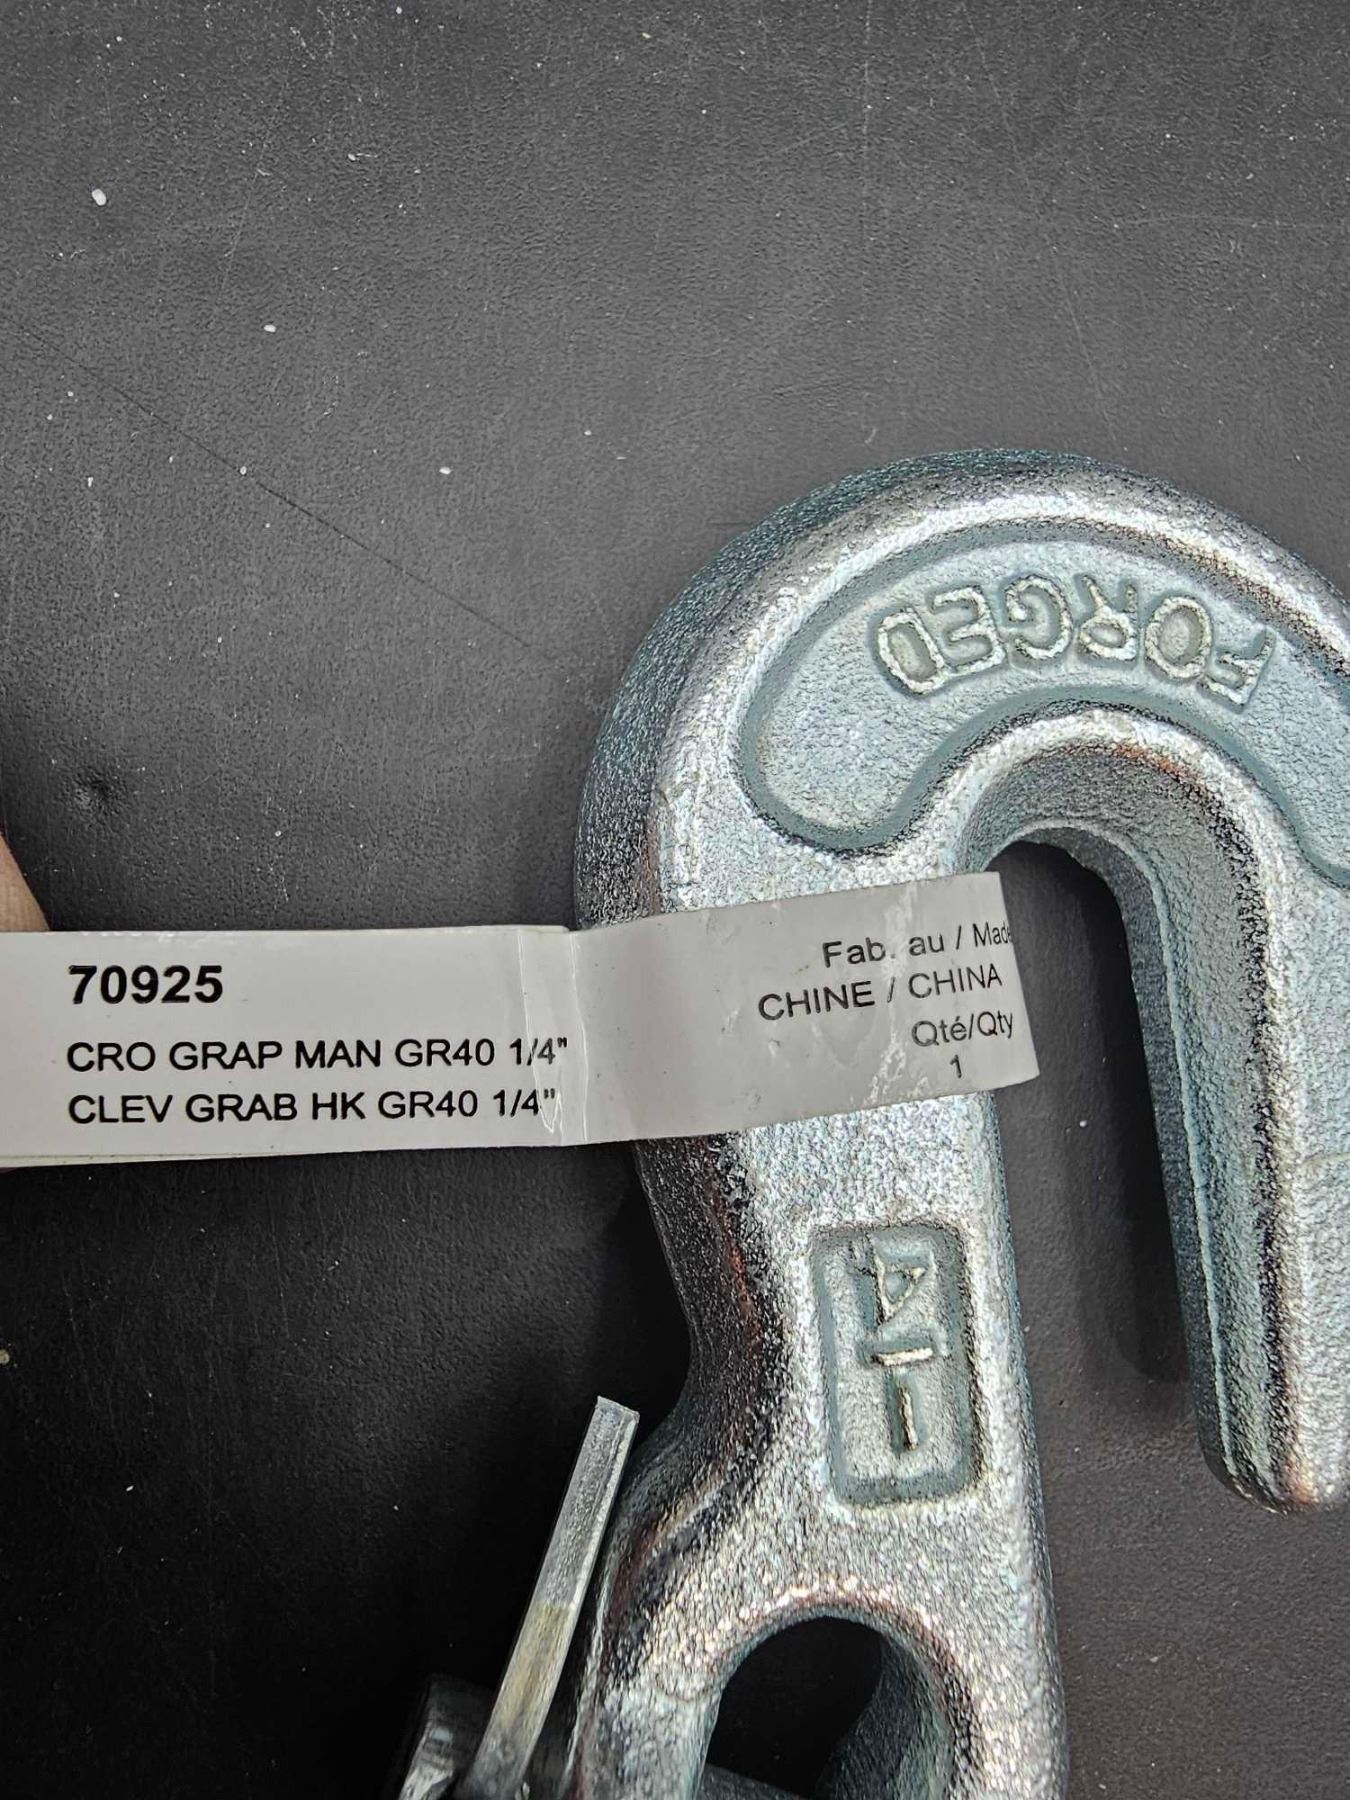 FORGED
70925
CRO GRAP MAN GR40 1/4"
CLEV GRAB HK GR40 1/4"
Fab. au / Made
CHINE / CHINA
Qté/Qty
1
1/4